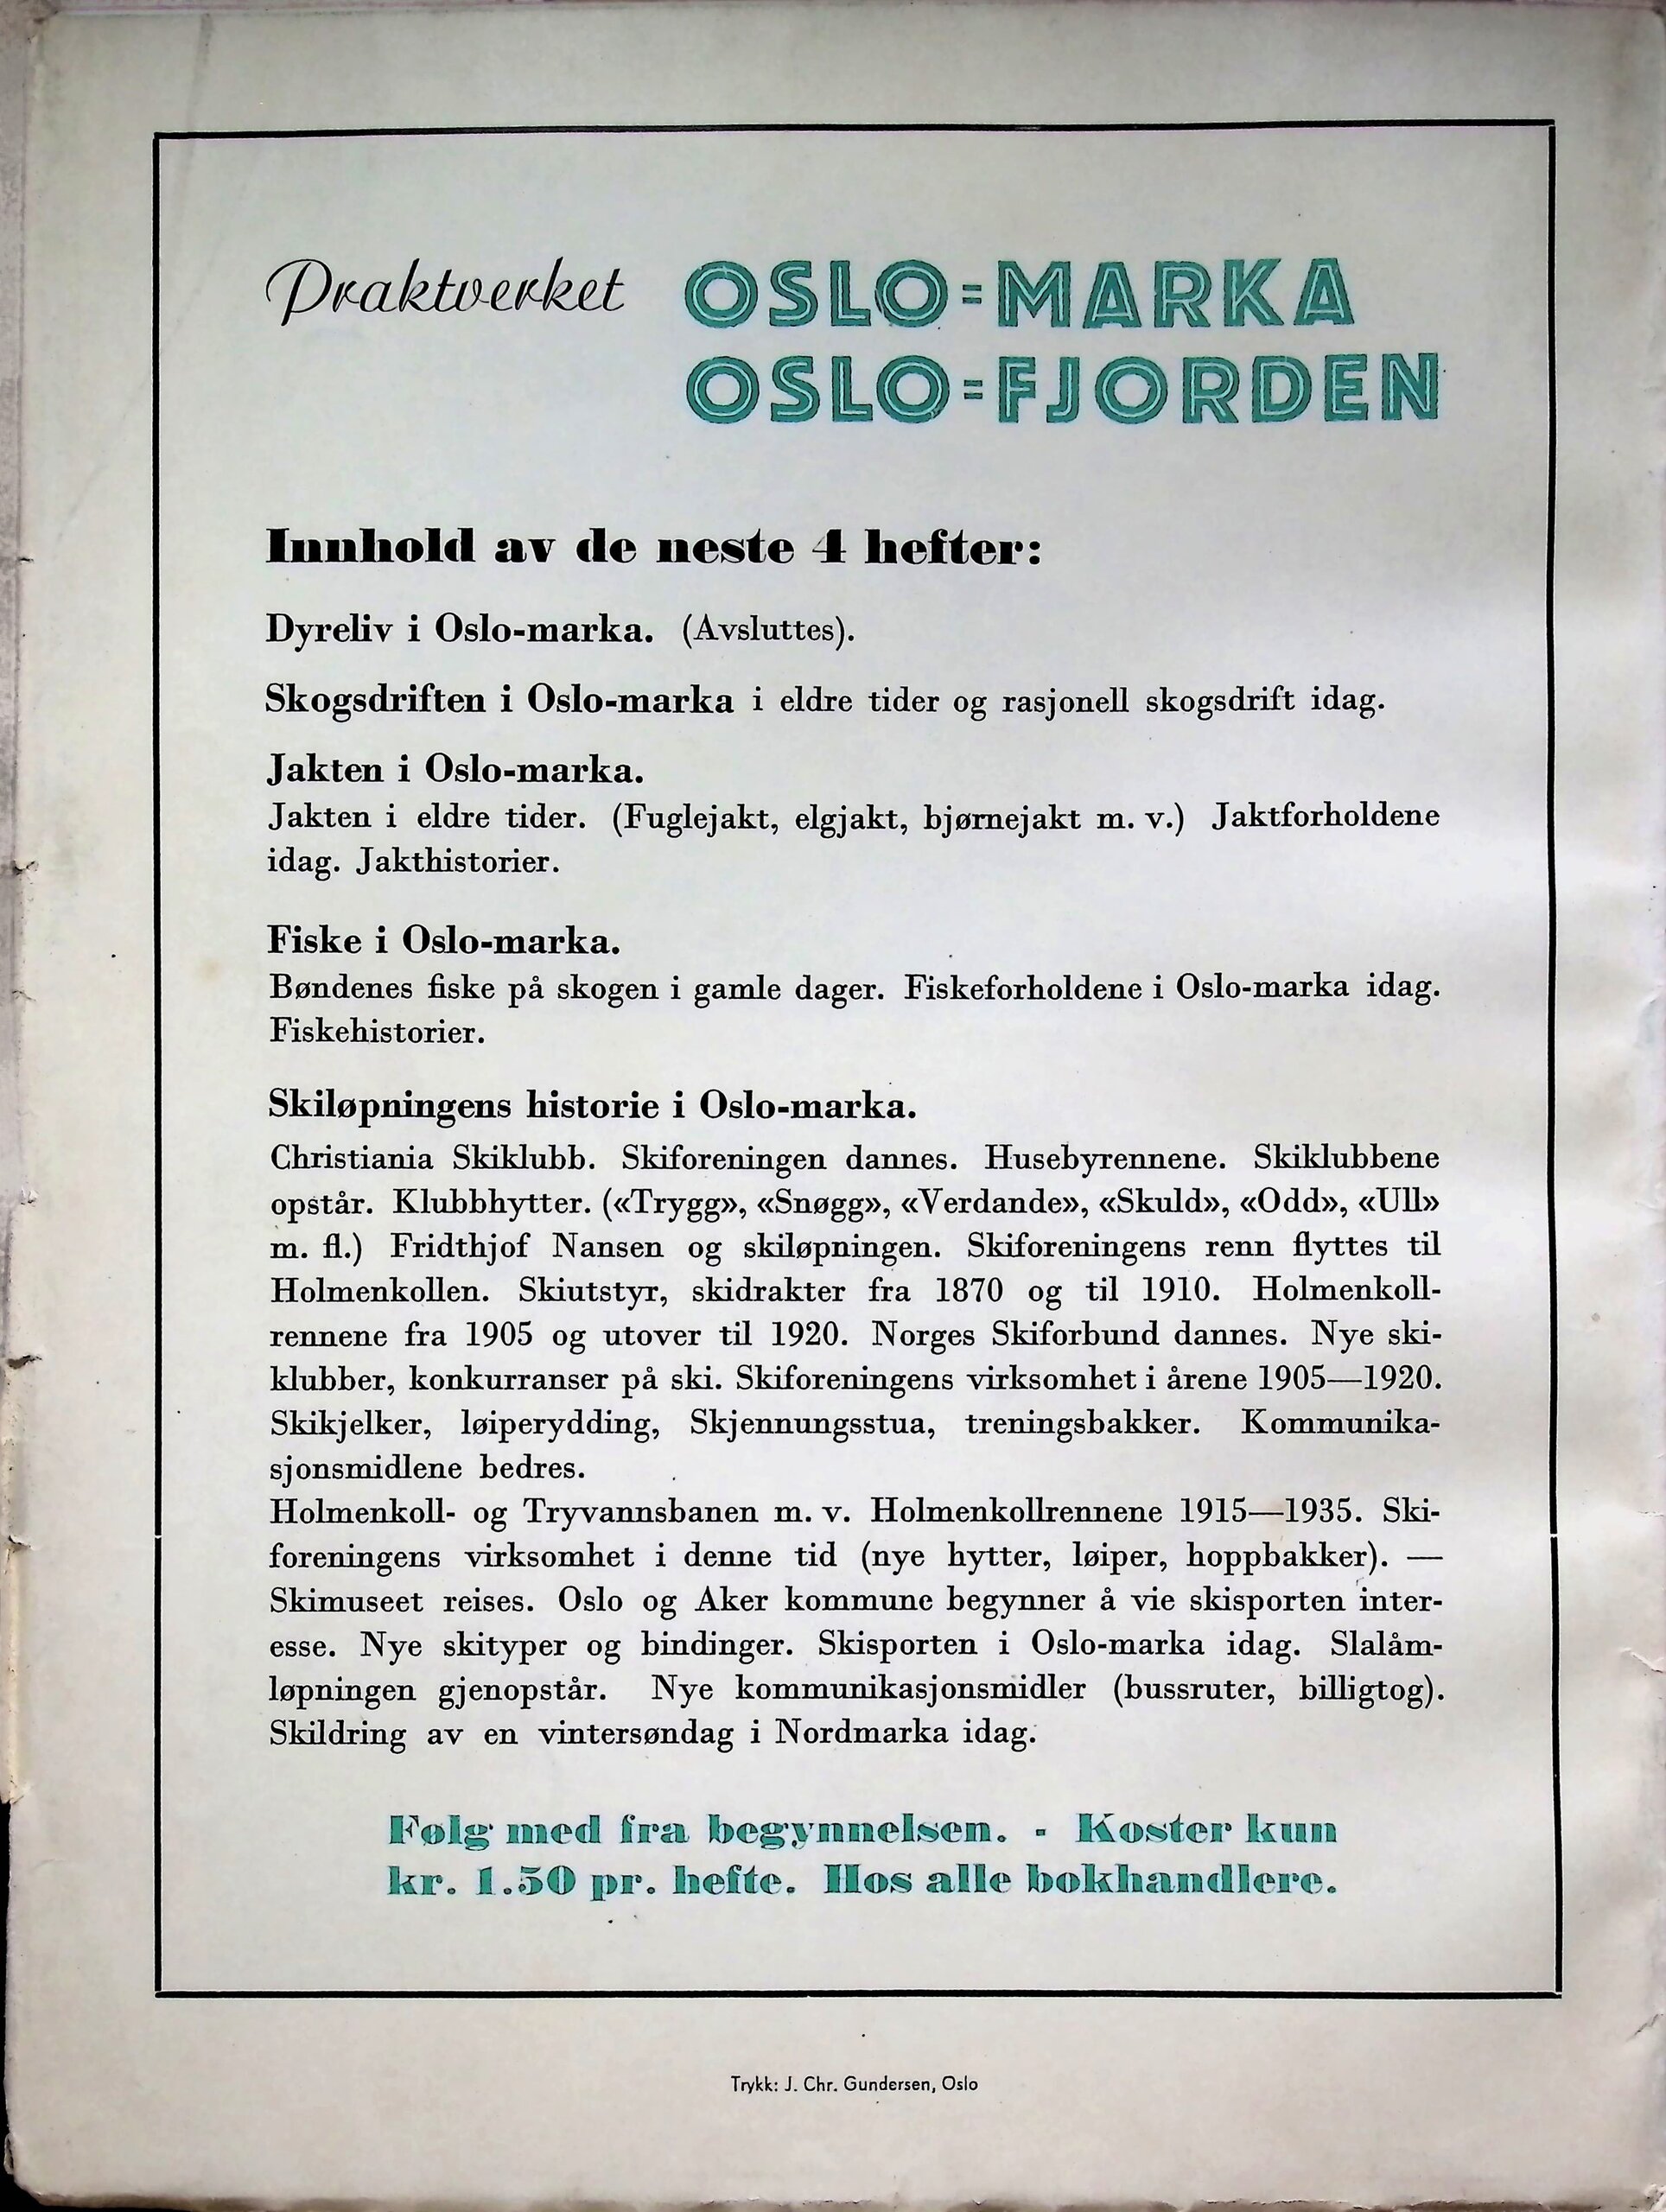 Praktverket OSLO=MARKA
OSLO=FJORDEN
Innhold av de neste 4 hefter:
Dyreliv i Oslo-marka. (Avsluttes).
Skogsdriften i Oslo-marka i eldre tider og rasjonell skogsdrift idag.
Jakten i Oslo-marka.
Jakten i eldre tider. (Fuglejakt, elgjakt, bjørnejakt m. v.) Jaktforholdene
idag. Jakthistorier.
Fiske i Oslo-marka.
Bøndenes fiske på skogen i gamle dager. Fiskeforholdene i Oslo-marka idag.
Fiskehistorier.
Skiløpningens historie i Oslo-marka.
Christiania Skiklubb. Skiforeningen dannes. Husebyrennene. Skiklubbene
opstår. Klubbhytter. («Trygg», «Snøgg», «Verdande», «Skuld», «Odd», «Ull»
m. fl.) Fridthjof Nansen og skiløpningen. Skiforeningens renn flyttes til
Holmenkollen. Skiutstyr, skidrakter fra 1870 og til 1910. Holmenkoll-
rennene fra 1905 og utover til 1920. Norges Skiforbund dannes. Nye ski-
klubber, konkurranser på ski. Skiforeningens virksomhet i årene 1905—1920.
Skikjelker, løiperydding, Skjennungsstua, treningsbakker. Kommunika-
sjonsmidlene bedres.
Holmenkoll- og Tryvannsbanen m. v. Holmenkollrennene 1915—1935. Ski-
foreningens virksomhet i denne tid (nye hytter, løiper, hoppbakker). —
Skimuseet reises. Oslo og Aker kommune begynner å vie skisporten inter-
esse. Nye skityper og bindinger. Skisporten i Oslo-marka idag. Slalåm-
løpningen gjenopstår. Nye kommunikasjonsmidler (bussruter, billigtog).
Skildring av en vintersøndag i Nordmarka idag.
Følg med fra begynnelsen. - Koster kun
kr. 1.50 pr. hefte. Hos alle bokhandlere.
Trykk: J. Chr. Gundersen, Oslo